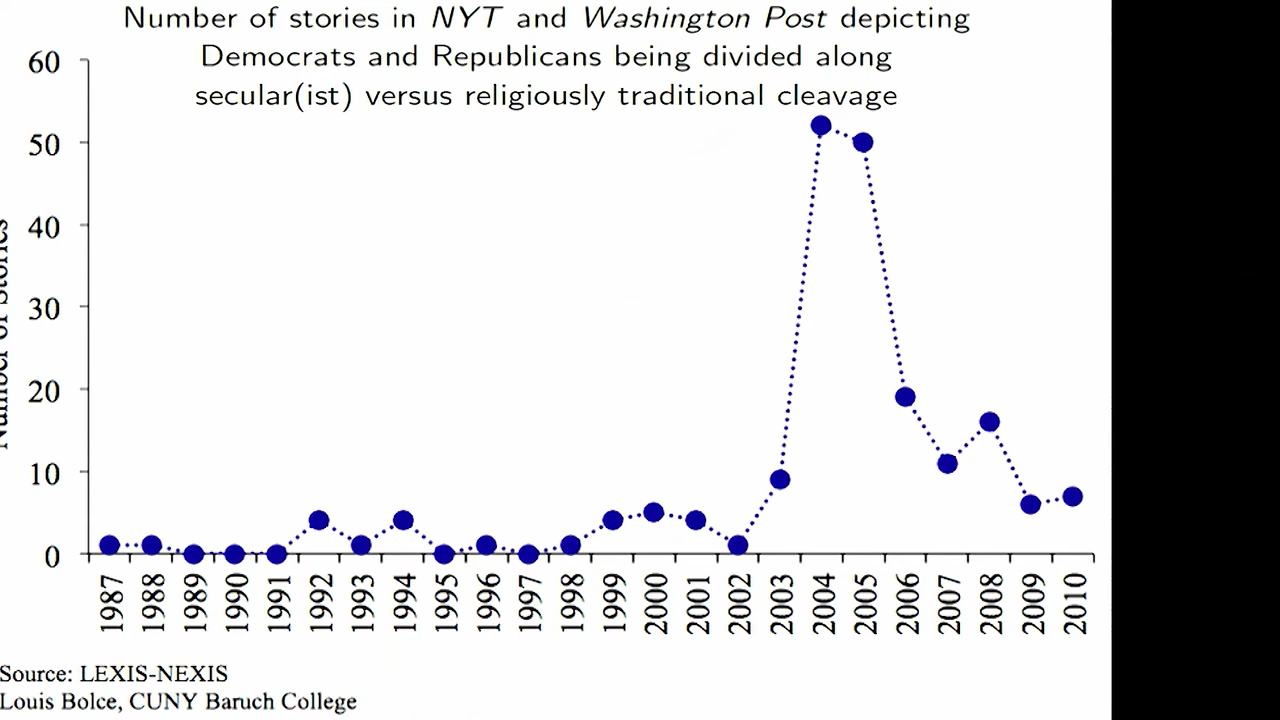 Number of stories in NYT and Washington Post depicting
Democrats and Republicans being divided along
secular(ist) versus religiously traditional cleavage
60
50
40
30
20
10
0
Number of Stories
1987 1988 1989 1990 1991 1992 1993 1994 1995 1996 1997 1998 1999 2000 2001 2002 2003 2004 2005 2006 2007 2008 2009 2010
Source: LEXIS-NEXIS
Louis Bolce, CUNY Baruch College